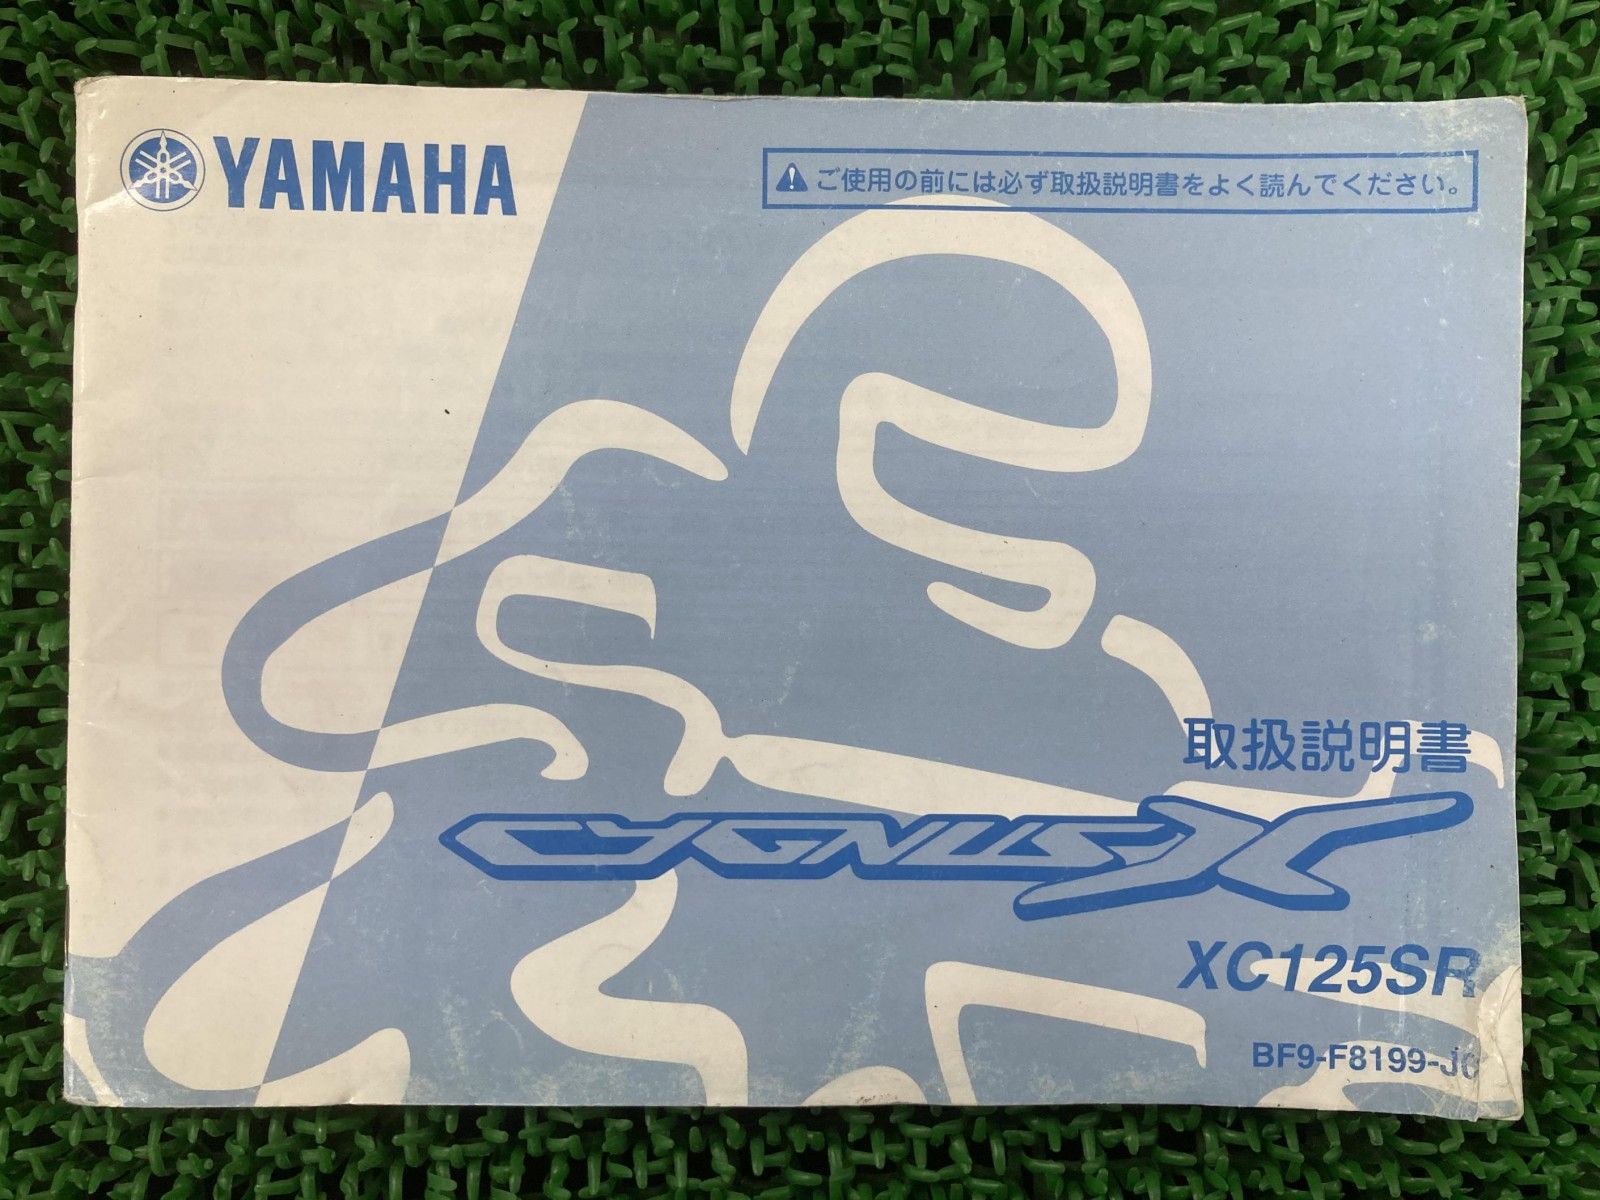 YAMAHA
ご使用の前には必ず取扱説明書をよく読んでください。
取扱説明書
CYGNUS X
XC125SR
BF9-F8199-J